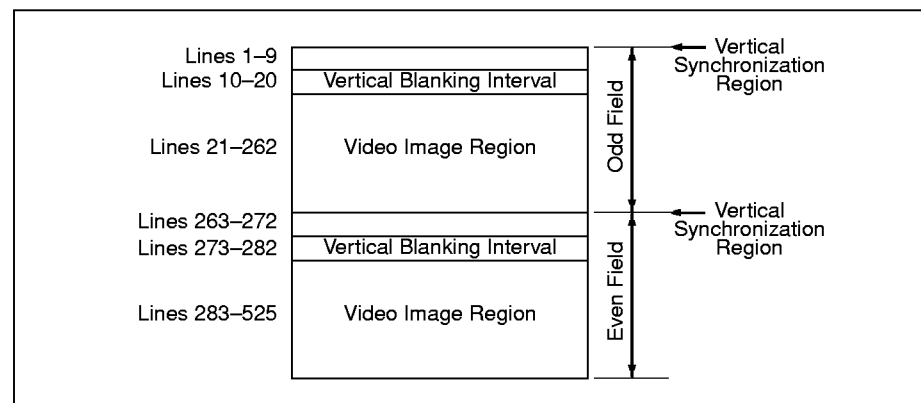 Lines 1–9
Vertical
Synchronization
Region
Lines 10–20
Vertical Blanking Interval
Odd Field
Lines 21–262
Video Image Region
Lines 263–272
Vertical
Synchronization
Region
Lines 273–282
Vertical Blanking Interval
Even Field
Lines 283–525
Video Image Region